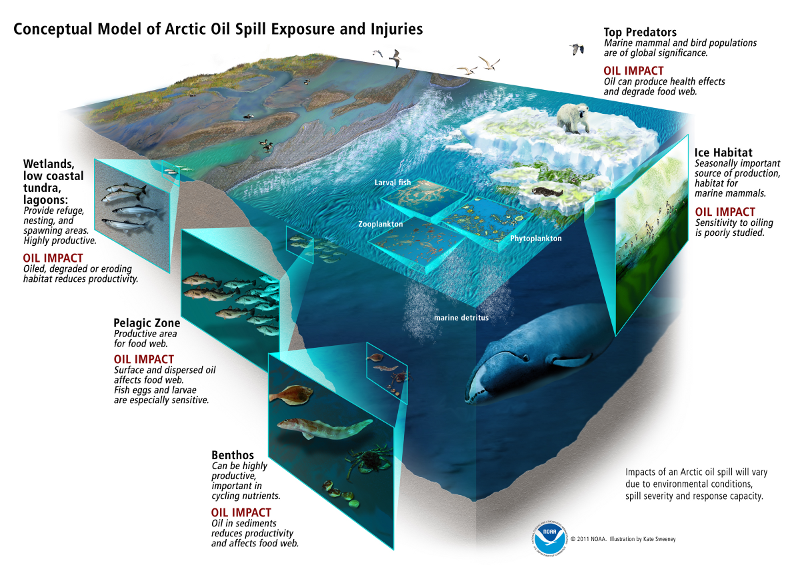 Conceptual Model of Arctic Oil Spill Exposure and Injuries
Top Predators
Marine mammal and bird populations
are of global significance.
OIL IMPACT
Oil can produce health effects
and degrade food web.
Wetlands,
low coastal
tundra,
lagoons:
Provide refuge,
nesting, and
spawning areas.
Highly productive.
OIL IMPACT
Oiled, degraded or eroding
habitat reduces productivity.
Ice Habitat
Seasonally important
source of production,
habitat for
marine mammals.
OIL IMPACT
Sensitivity to oiling
is poorly studied.
Larval fish
Zooplankton
Phytoplankton
marine detritus
Pelagic Zone
Productive area
for food web.
OIL IMPACT
Surface and dispersed oil
affects food web.
Fish eggs and larvae
are especially sensitive.
Benthos
Can be highly
productive,
important in
cycling nutrients.
OIL IMPACT
Oil in sediments
reduces productivity
and affects food web.
Impacts of an Arctic oil spill will vary
due to environmental conditions,
spill severity and response capacity.
NOAA
© 2011 NOAA. Illustration by Kate Sweeney